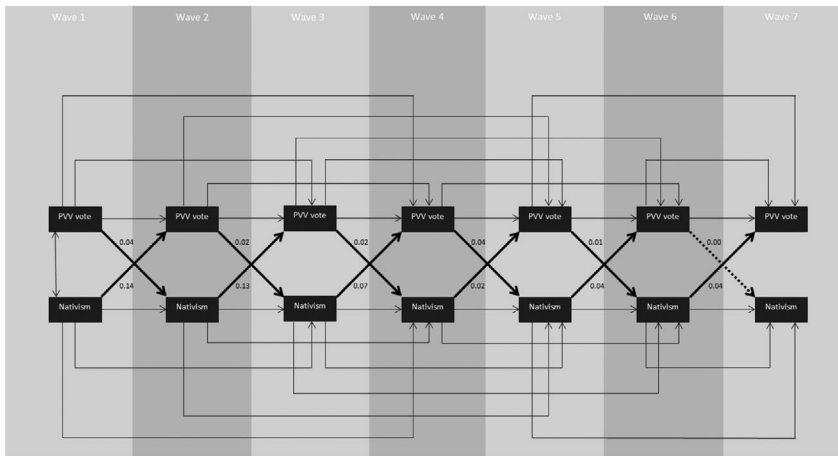 Wave 1 Wave 2 Wave 3 Wave 4 Wave 5 Wave 6 Wave 7
PVV vote PVV vote PVV vote PVV vote PVV vote PVV vote PVV vote
0.04 0.02 0.02 0.04 0.01 0.00
0.14 0.13 0.07 0.02 0.04 0.04
Nativism Nativism Nativism Nativism Nativism Nativism Nativism